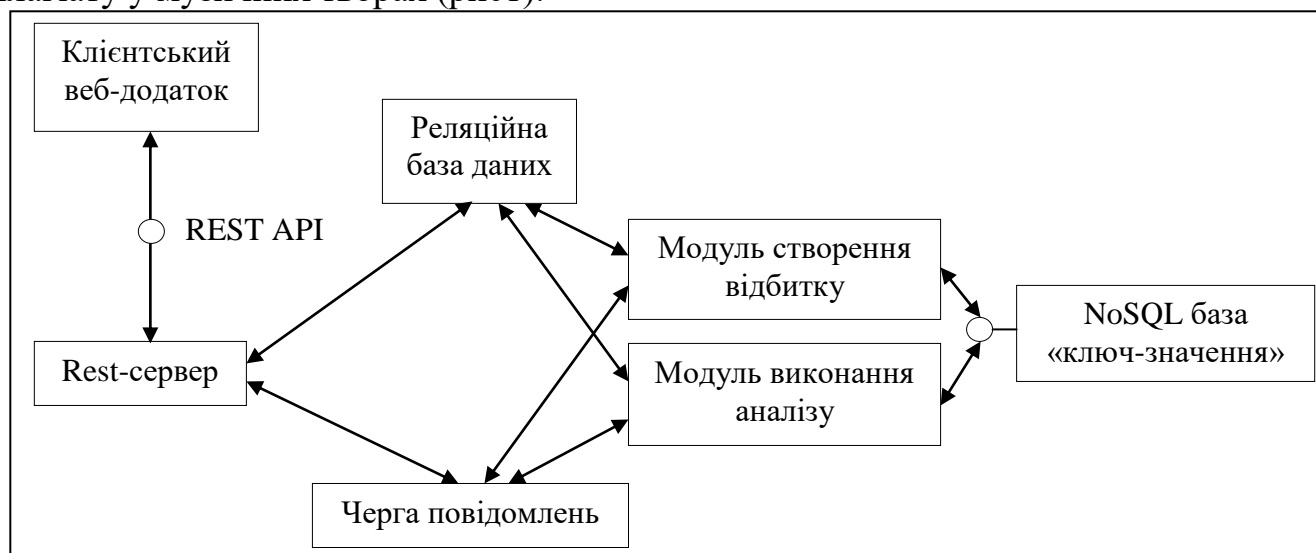 Клієнтський
веб-додаток
Реляційна
база даних
REST API
Модуль створення
відбитку
NoSQL база
«ключ-значення»
Rest-сервер
Модуль виконання
аналізу
Черга повідомлень